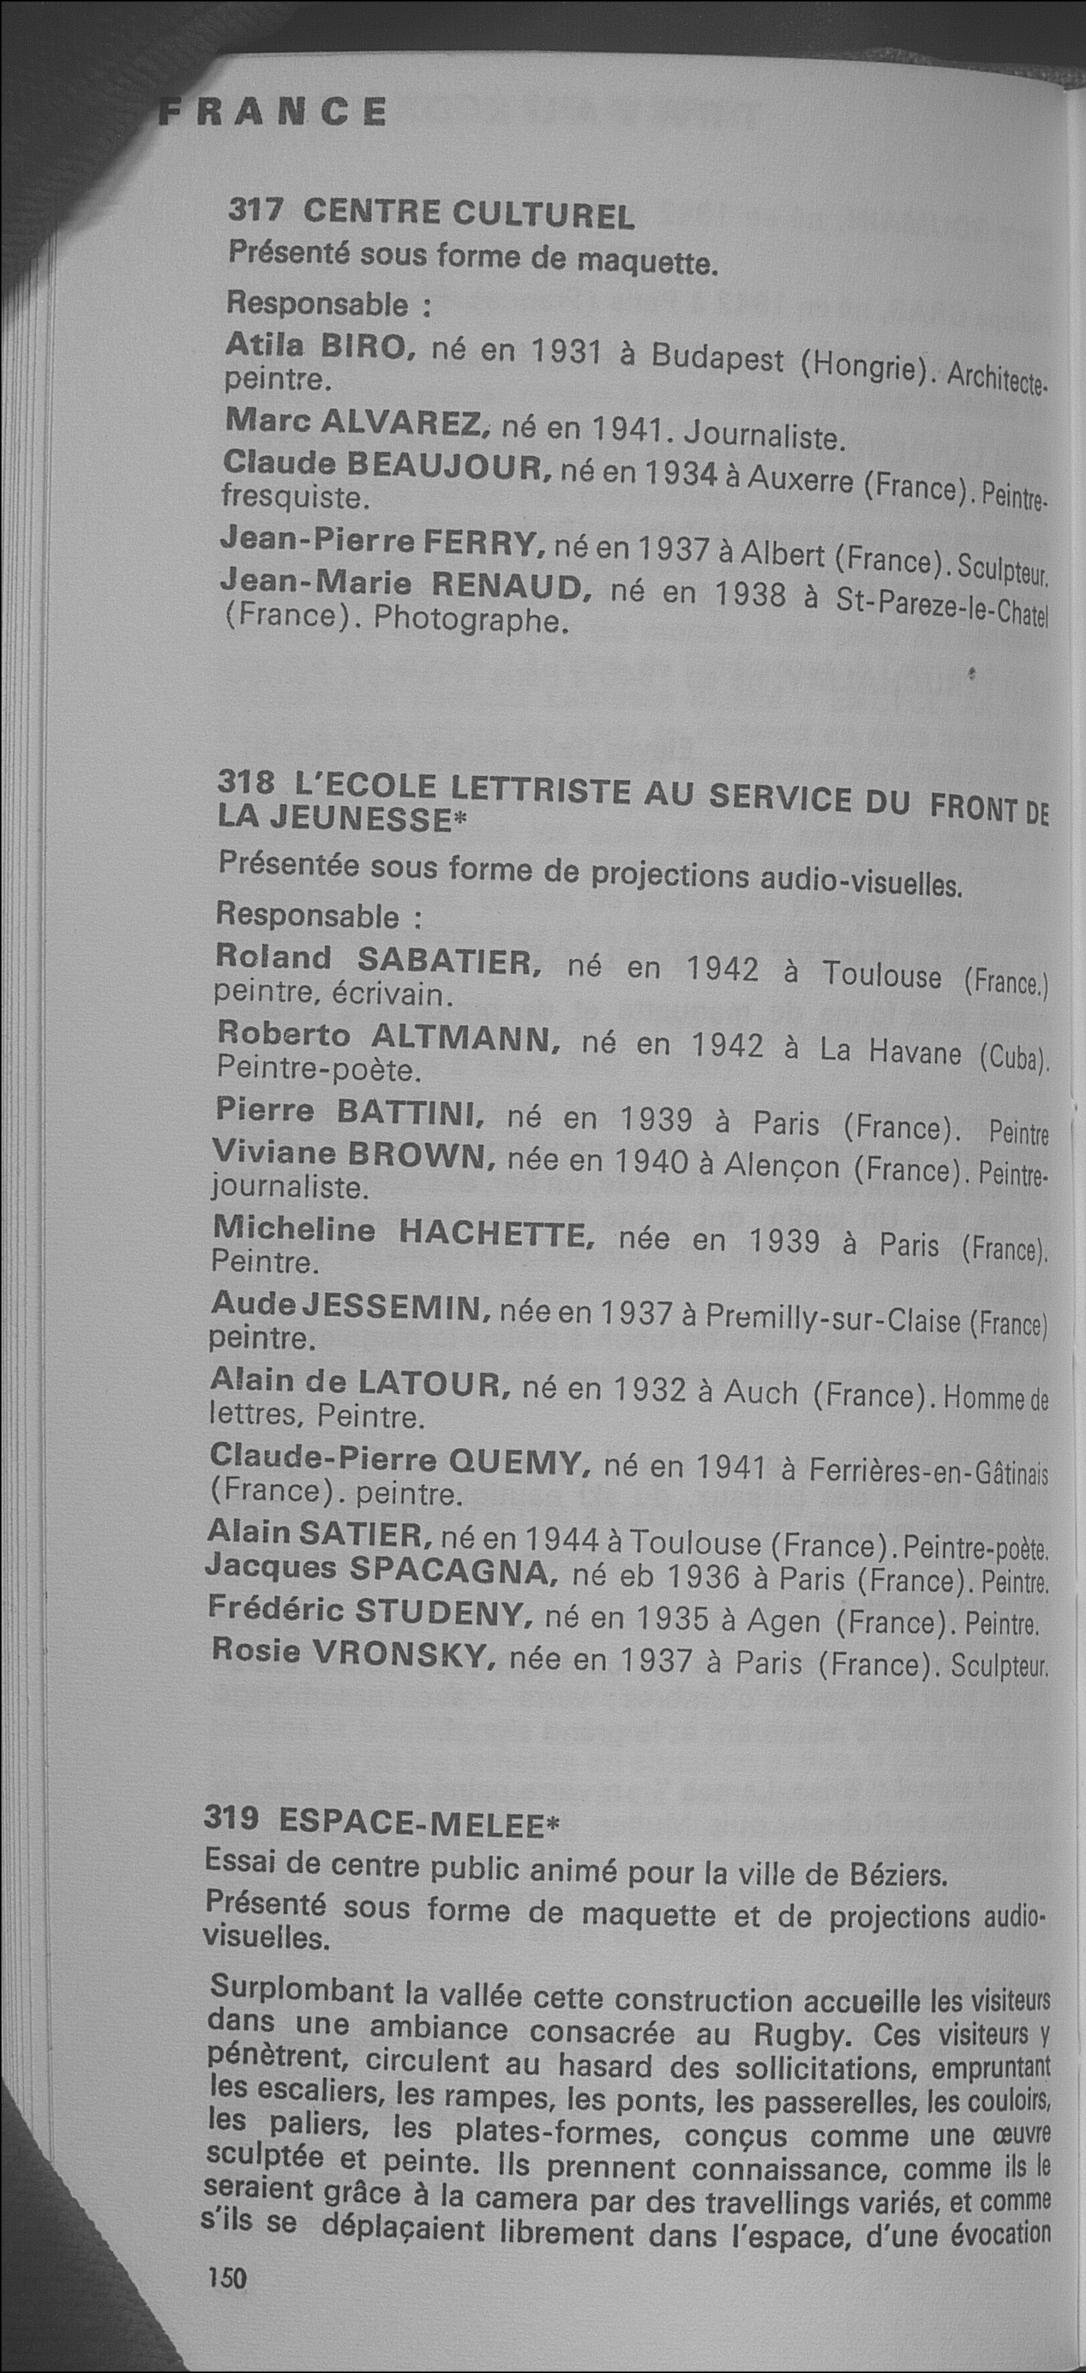 FRANCE
317 CENTRE CULTUREL
Présenté sous forme de maquette.
Responsable :
Atila BIRO, né en 1931 à Budapest (Hongrie). Architecte-
peintre.
Marc ALVAREZ, né en 1941. Journaliste.
Claude BEAUJOUR, né en 1934 à Auxerre (France). Peintre-
fresquiste.
Jean-Pierre FERRY, né en 1937 à Albert (France). Sculpteur.
Jean-Marie RENAUD, né en 1938 à St-Pareze-le-Chatel
(France). Photographe.
318 L'ECOLE LETTRISTE AU SERVICE DU FRONT DE
LA JEUNESSE*
Présentée sous forme de projections audio-visuelles.
Responsable :
Roland SABATIER, né en 1942 à Toulouse (France.)
peintre, écrivain.
Roberto ALTMANN, né en 1942 à La Havane (Cuba).
Peintre-poète.
Pierre BATTINI, né en 1939 à Paris (France). Peintre
Viviane BROWN, née en 1940 à Alençon (France). Peintre-
journaliste.
Micheline HACHETTE, née en 1939 à Paris (France).
Peintre.
Aude JESSEMIN, née en 1937 à Premilly-sur-Claise (France)
peintre.
Alain de LATOUR, né en 1932 à Auch (France). Homme de
lettres, Peintre.
Claude-Pierre QUEMY, né en 1941 à Ferrières-en-Gâtinais
(France). peintre.
Alain SATIER, né en 1944 à Toulouse (France). Peintre-poète.
Jacques SPACAGNA, né eb 1936 à Paris (France). Peintre.
Frédéric STUDENY, né en 1935 à Agen (France). Peintre.
Rosie VRONSKY, née en 1937 à Paris (France). Sculpteur.
319 ESPACE-MELEE*
Essai de centre public animé pour la ville de Béziers.
Présenté sous forme de maquette et de projections audio-
visuelles.
Surplombant la vallée cette construction accueille les visiteurs
dans une ambiance consacrée au Rugby. Ces visiteurs y
pénètrent, circulent au hasard des sollicitations, empruntant
les escaliers, les rampes, les ponts, les passerelles, les couloirs,
les paliers, les plates-formes, conçus comme une œuvre
sculptée et peinte. Ils prennent connaissance, comme ils le
seraient grâce à la camera par des travellings variés, et comme
s'ils se déplaçaient librement dans l'espace, d'une évocation
150